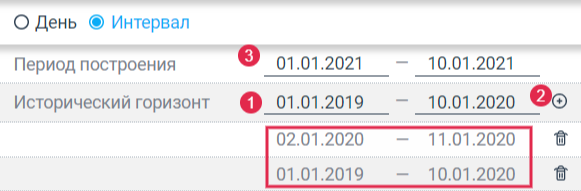 День Интервал
Период построения 3 01.01.2021 — 10.01.2021
Исторический горизонт 1 01.01.2019 — 10.01.2020 2
02.01.2020 — 11.01.2020
01.01.2019 — 10.01.2020